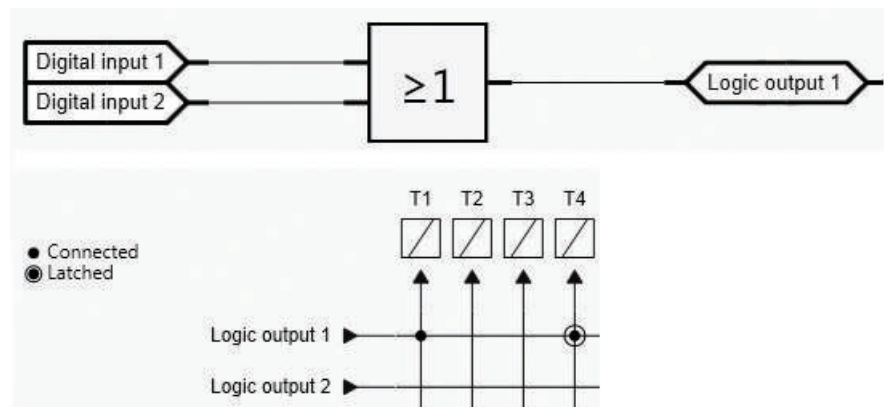 Digital input 1
Digital input 2
≥1
Logic output 1
T1 T2 T3 T4
Connected
Latched
Logic output 1
Logic output 2